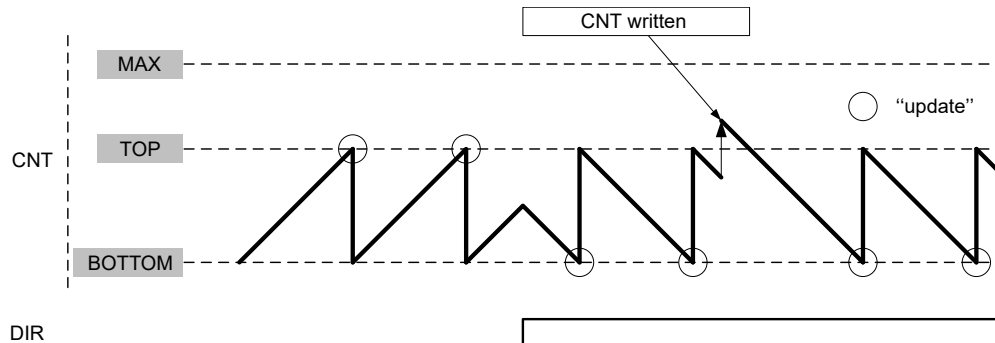 CNT written
MAX
“update”
CNT
TOP
BOTTOM
DIR